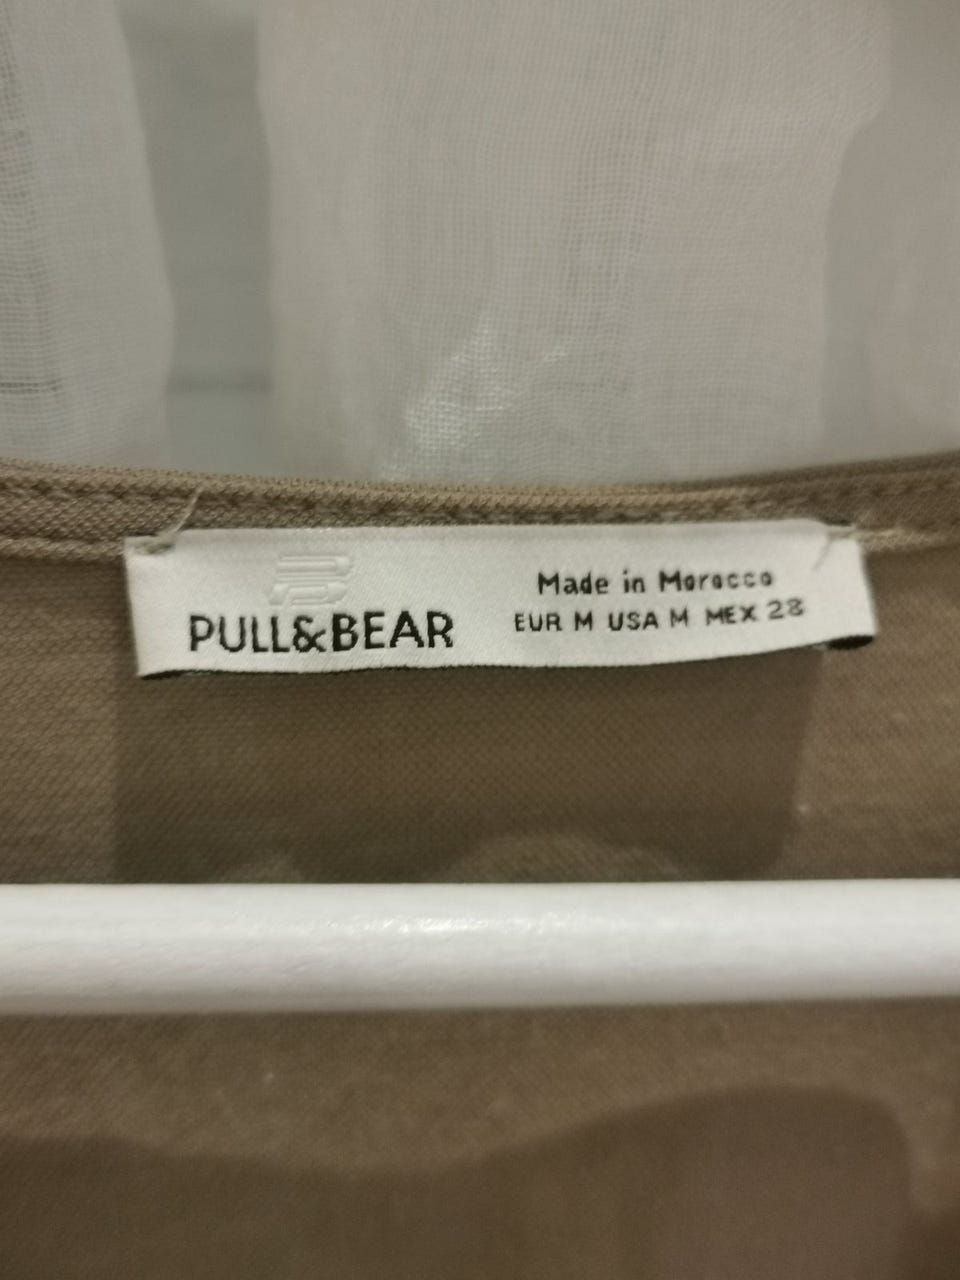 PULL&BEAR
Made in Morocco
EUR M USA M MEX 28